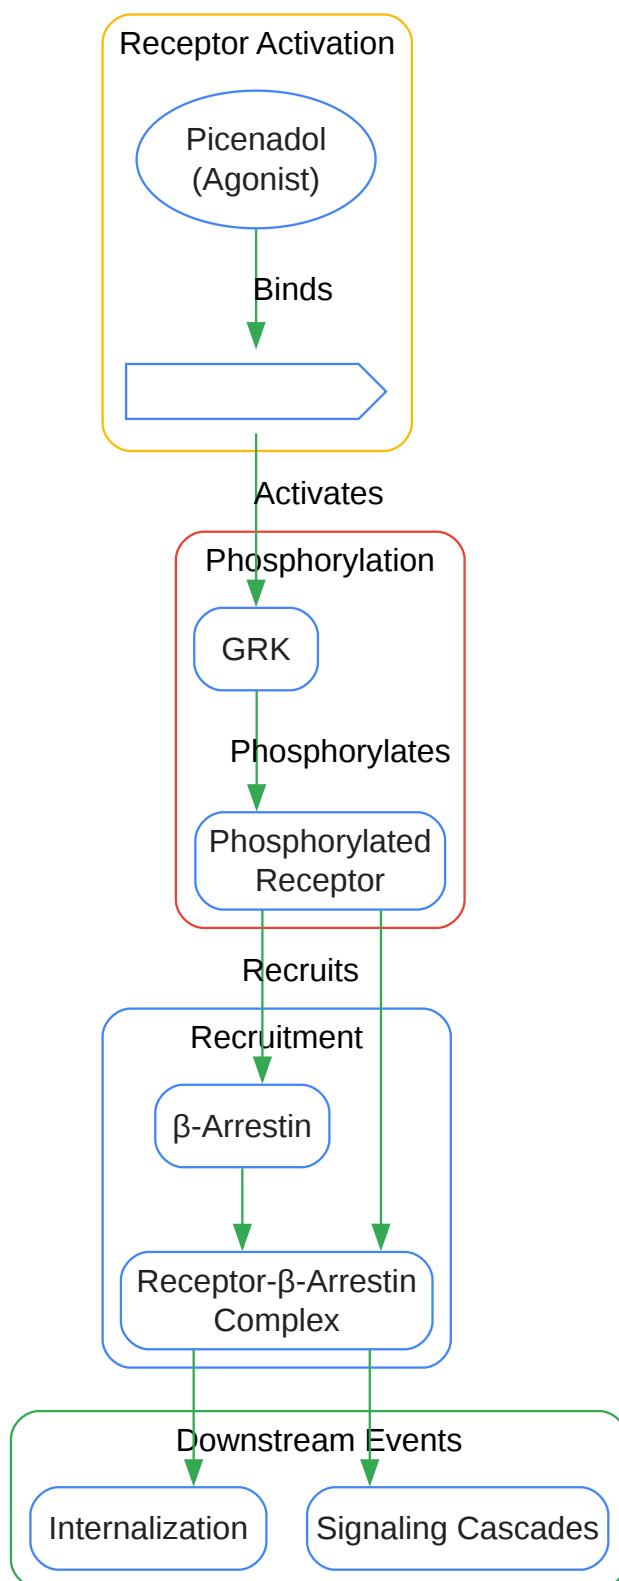 Receptor Activation
Picenadol
(Agonist)
Binds
Activates
Phosphorylation
GRK
Phosphorylates
Phosphorylated
Receptor
Recruits
Recruitment
β-Arrestin
Receptor-β-Arrestin
Complex
Downstream Events
Internalization
Signaling Cascades